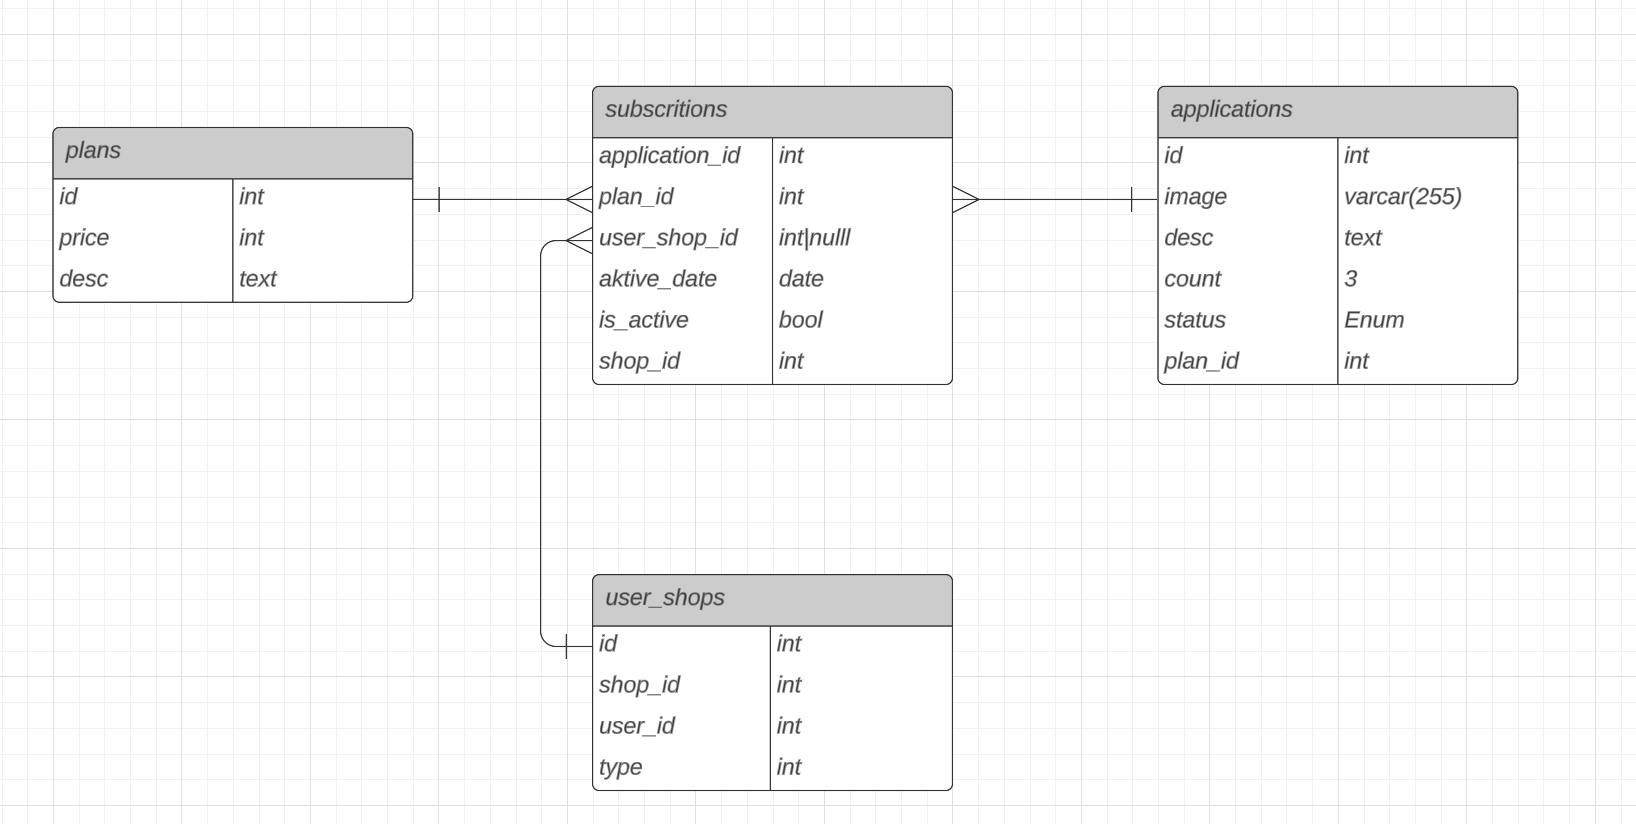 plans
id int
price int
desc text
subscritions
application_id int
plan_id int
user_shop_id int|nulll
aktive_date date
is_active bool
shop_id int
applications
id int
image varcar(255)
desc text
count 3
status Enum
plan_id int
user_shops
id int
shop_id int
user_id int
type int